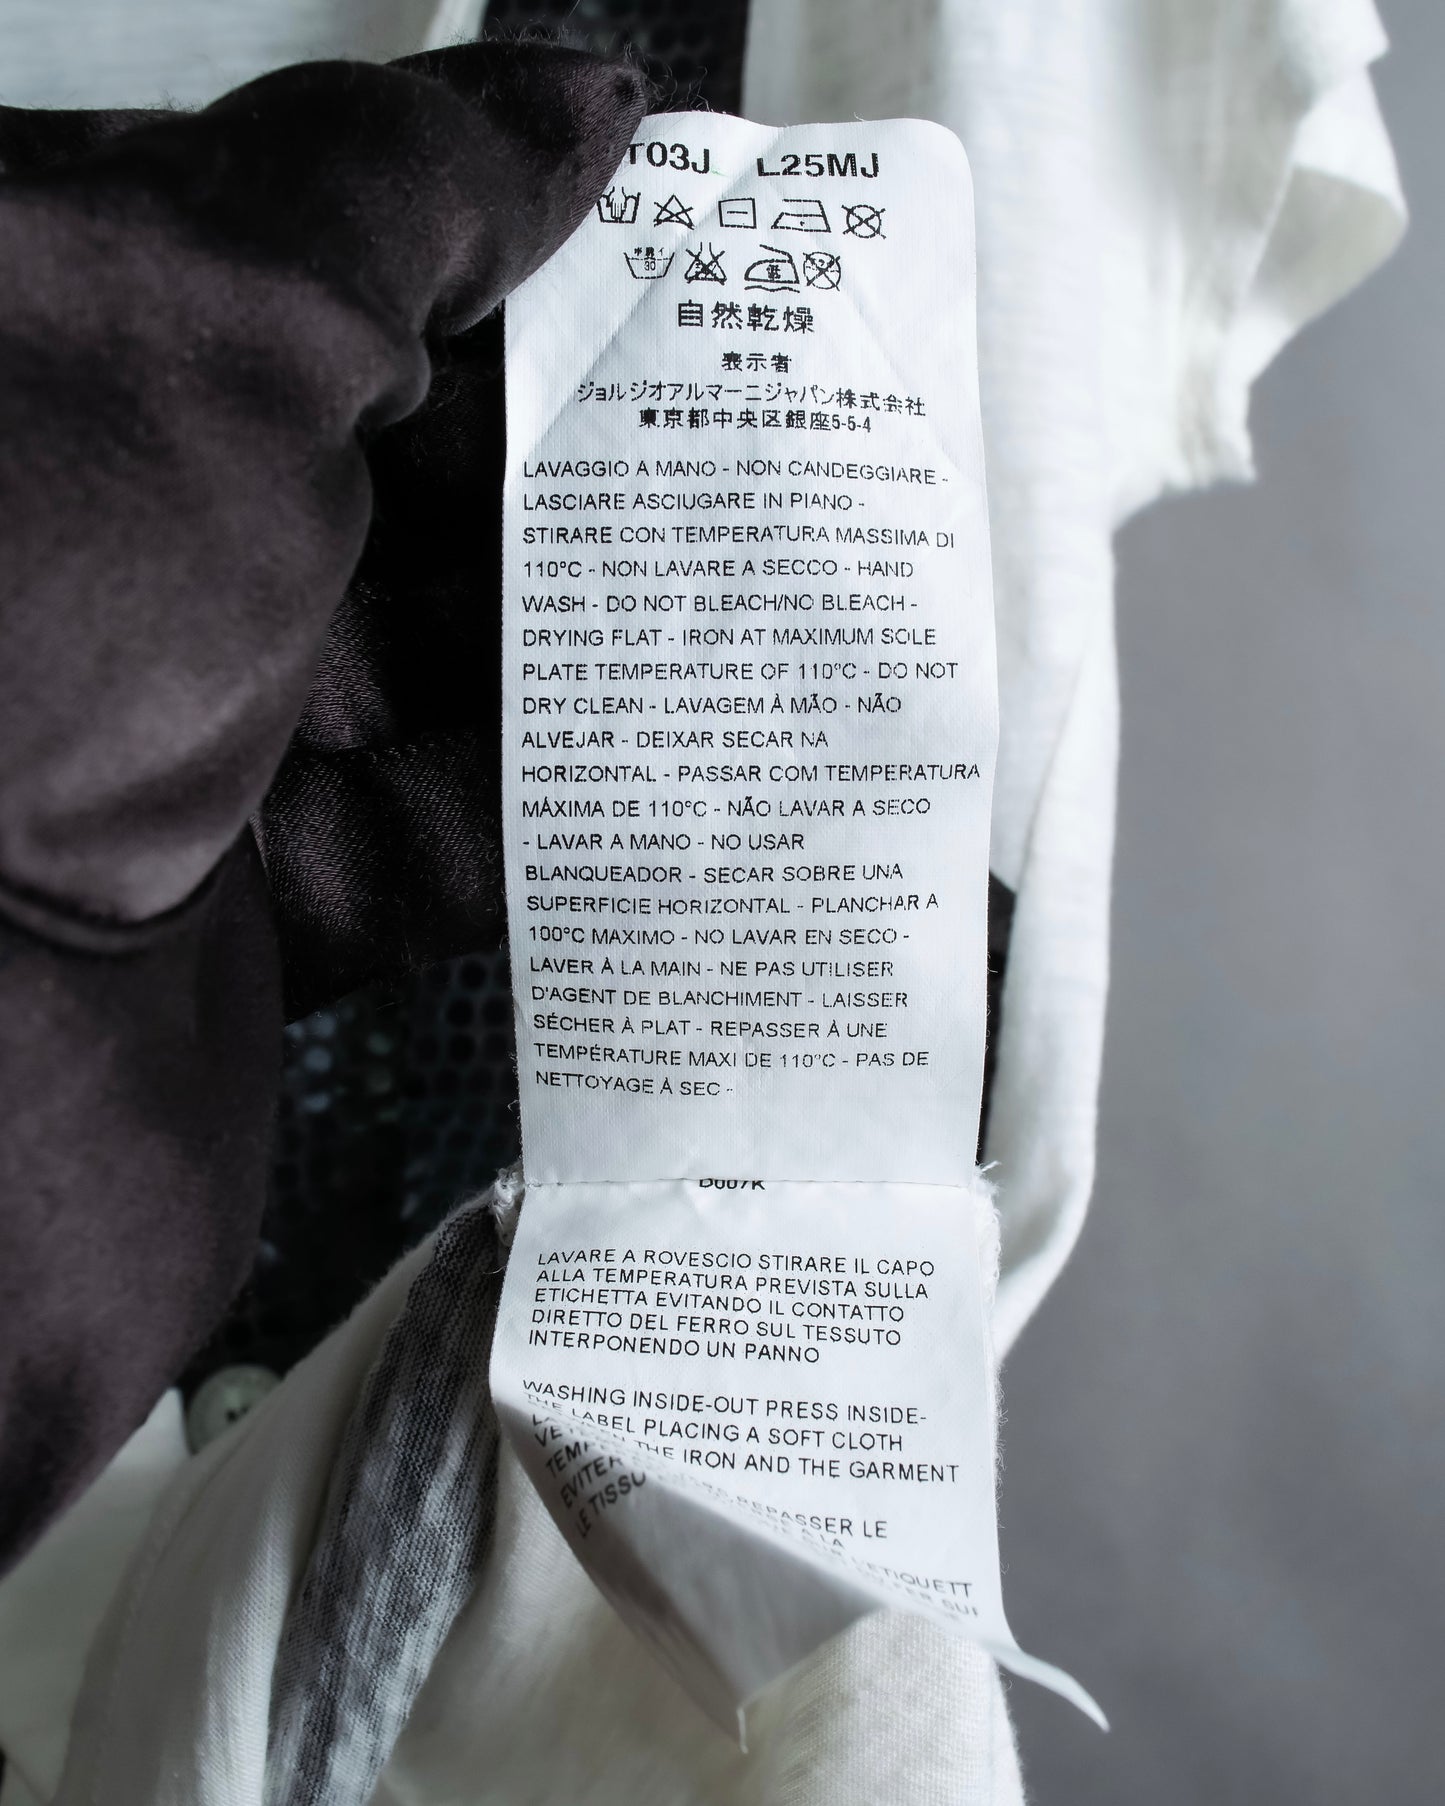 T03J L25MJ
自然乾燥
表示者
ジョルジオアルマーニジャパン株式会社
東京都中央区銀座5-5-4
LAVAGGIO A MANO - NON CANDEGGIARE -
LASCIARE ASCIUGARE IN PIANO -
STIRARE CON TEMPERATURA MASSIMA DI
110°C - NON LAVARE A SECCO - HAND
WASH - DO NOT BLEACH/NO BLEACH -
DRYING FLAT - IRON AT MAXIMUM SOLE
PLATE TEMPERATURE OF 110°C - DO NOT
DRY CLEAN - LAVAGEM À MÃO - NÃO
ALVEJAR - DEIXAR SECAR NA
HORIZONTAL - PASSAR COM TEMPERATURA
MÁXIMA DE 110°C - NÃO LAVAR A SECO
- LAVAR A MANO - NO USAR
BLANQUEADOR - SECAR SOBRE UNA
SUPERFICIE HORIZONTAL - PLANCHAR A
100°C MAXIMO - NO LAVAR EN SECO -
LAVER À LA MAIN - NE PAS UTILISER
D'AGENT DE BLANCHIMENT - LAISSER
SÉCHER À PLAT - REPASSER À UNE
TEMPÉRATURE MAXI DE 110°C - PAS DE
NETTOYAGE À SEC -
D007K
LAVARE A ROVESCIO STIRARE IL CAPO
ALLA TEMPERATURA PREVISTA SULLA
ETICHETTA EVITANDO IL CONTATTO
DIRETTO DEL FERRO SUL TESSUTO
INTERPONENDO UN PANNO
WASHING INSIDE-OUT PRESS INSIDE-
THE LABEL PLACING A SOFT CLOTH
THE IRON AND THE GARMENT
REPASSER LE
A LA
L'ETIQUETT
FER SUR
EVITER
LE TISSU